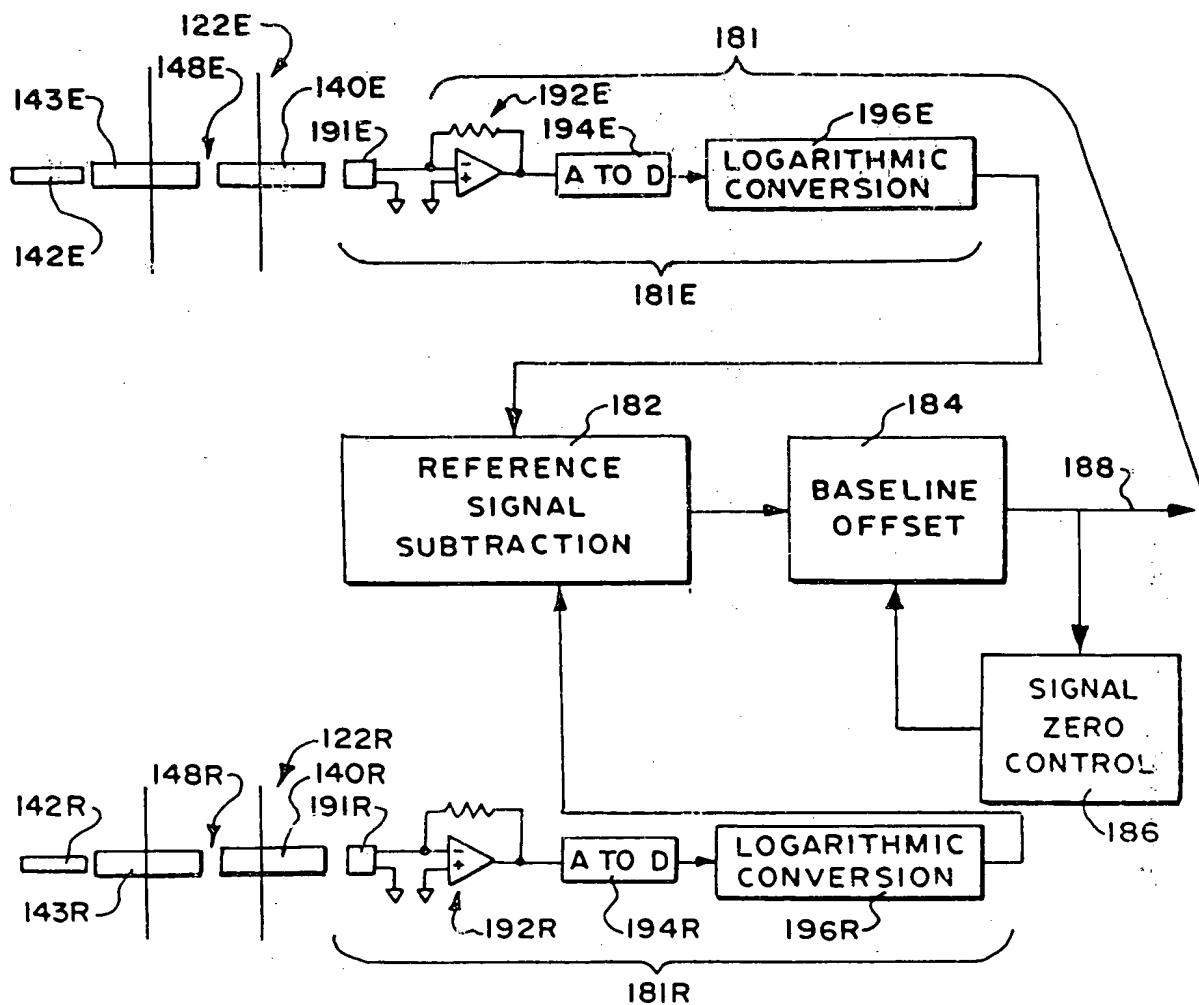 122E
181
148E
143E
140E
192E
191E
194E
196E
A TO D
LOGARITHMIC
CONVERSION
142E
181E
182
184
REFERENCE
SIGNAL
SUBTRACTION
BASELINE
OFFSET
188
SIGNAL
ZERO
CONTROL
186
122R
148R
140R
142R
191R
A TO D
LOGARITHMIC
CONVERSION
143R
192R
194R
196R
181R